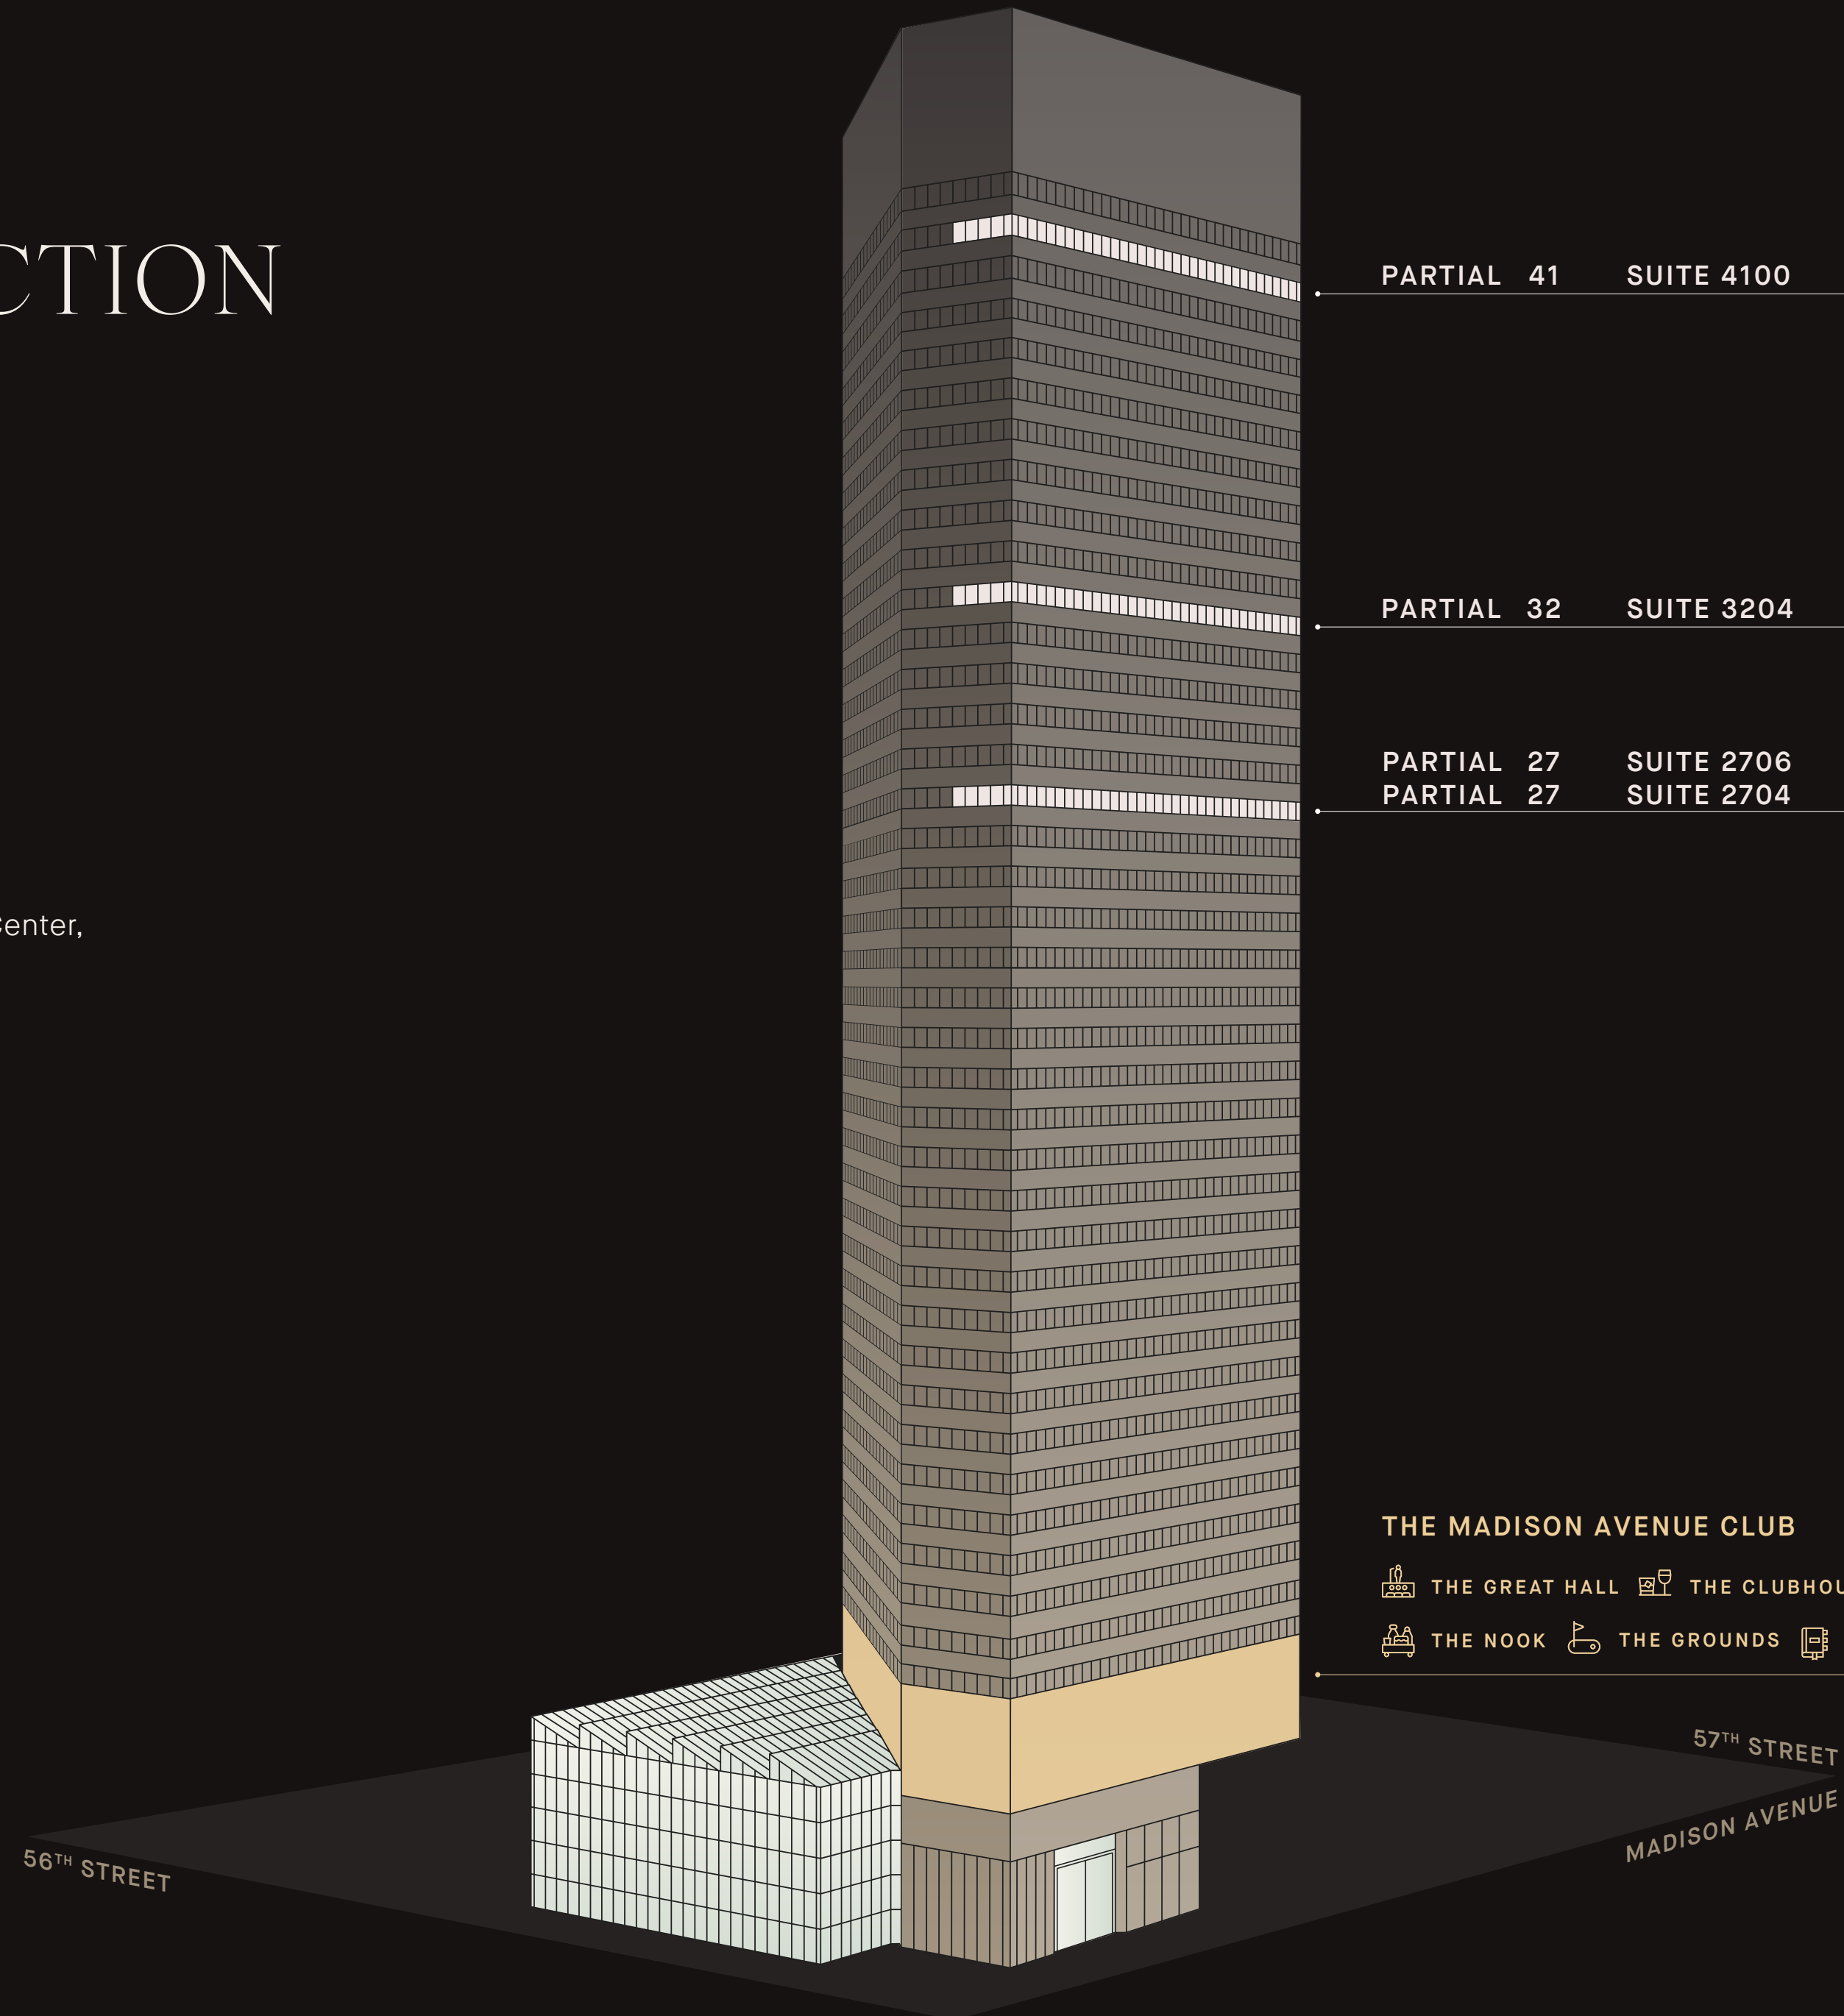 CTION
PARTIAL 41 SUITE 4100
PARTIAL 32 SUITE 3204
PARTIAL 27 SUITE 2706
PARTIAL 27 SUITE 2704
Center,
THE MADISON AVENUE CLUB
THE GREAT HALL THE CLUBHOU
THE NOOK THE GROUNDS
57TH STREET
MADISON AVENUE
56TH STREET